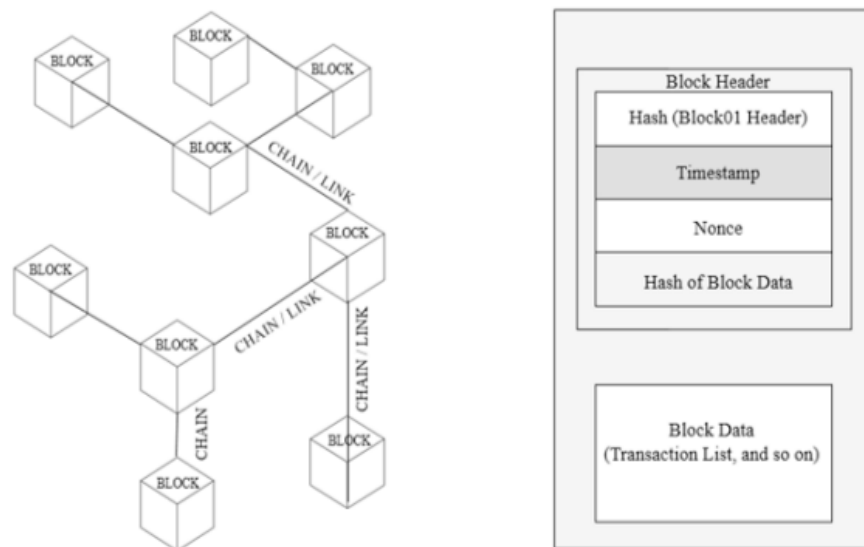 BLOCK
BLOCK
BLOCK
BLOCK
CHAIN / LINK
BLOCK
BLOCK
CHAIN / LINK
BLOCK
CHAIN / LINK
CHAIN
BLOCK
BLOCK
Block Header
Hash (Block01 Header)
Timestamp
Nonce
Hash of Block Data
Block Data
(Transaction List, and so on)